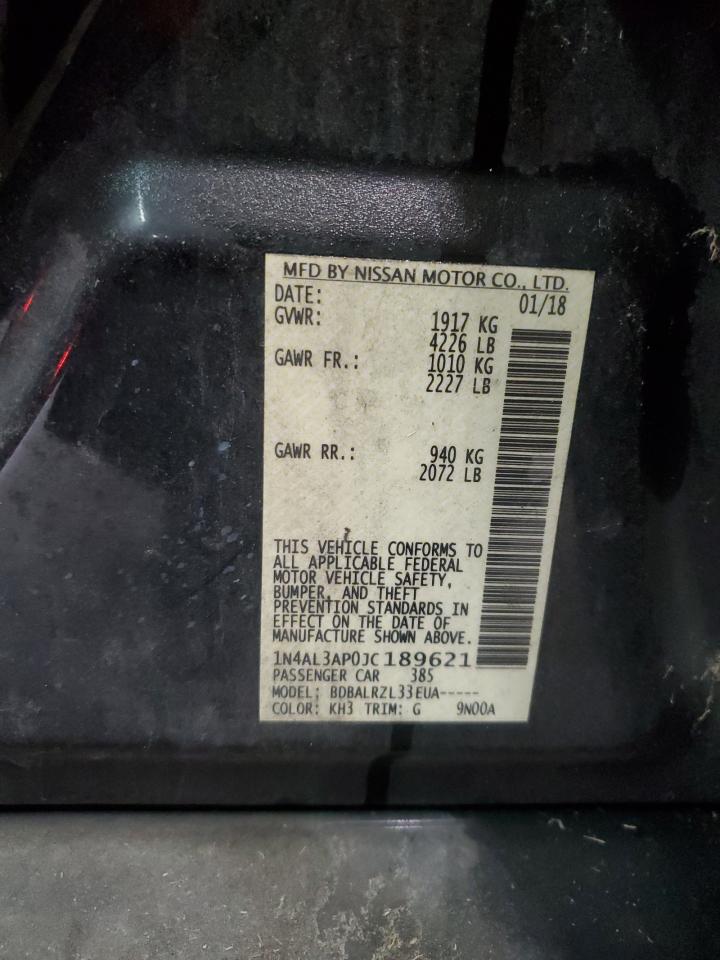 MFD BY NISSAN MOTOR CO., LTD.
DATE: 01/18
GVWR: 1917 KG
4226 LB
GAWR FR.: 1010 KG
2227 LB
GAWR RR.: 940 KG
2072 LB
THIS VEHICLE CONFORMS TO
ALL APPLICABLE FEDERAL
MOTOR VEHICLE SAFETY,
BUMPER, AND THEFT
PREVENTION STANDARDS IN
EFFECT ON THE DATE OF
MANUFACTURE SHOWN ABOVE.
1N4AL3AP0JC189621
PASSENGER CAR 385
MODEL: BDBALRZL33EUA-----
COLOR: KH3 TRIM: G 9N00A